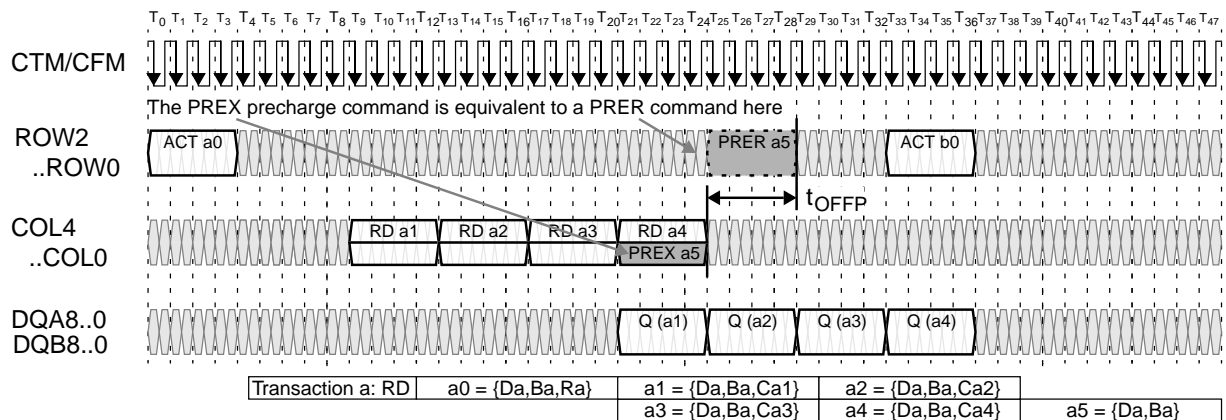 T0 T1 T2 T3 T4 T5 T6 T7 T8 T9 T10 T11 T12 T13 T14 T15 T16 T17 T18 T19 T20 T21 T22 T23 T24 T25 T26 T27 T28 T29 T30 T31 T32 T33 T34 T35 T36 T37 T38 T39 T40 T41 T42 T43 T44 T45 T46 T47
CTM/CFM
The PREX precharge command is equivalent to a PRER command here
ROW2
..ROW0
ACT a0 PRER a5 ACT b0
tOFFP
COL4
..COL0
RD a1 RD a2 RD a3 RD a4
PREX a5
DQA8..0
DQB8..0
Q (a1) Q (a2) Q (a3) Q (a4)
Transaction a: RD a0 = {Da,Ba,Ra} a1 = {Da,Ba,Ca1} a2 = {Da,Ba,Ca2}
a3 = {Da,Ba,Ca3} a4 = {Da,Ba,Ca4} a5 = {Da,Ba}